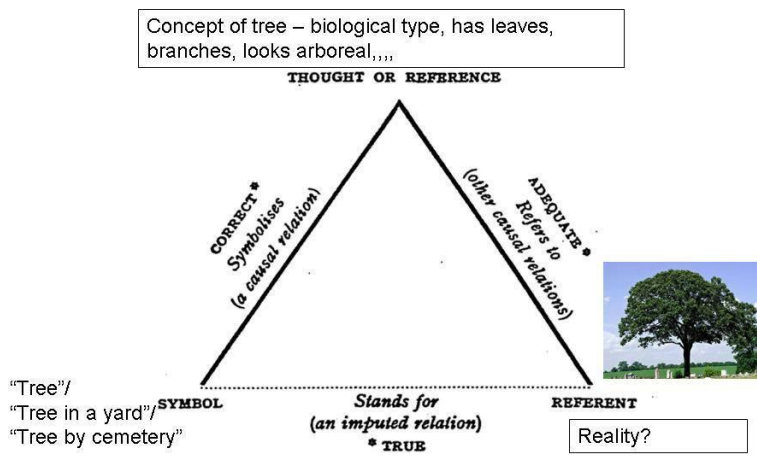 Concept of tree – biological type, has leaves,
branches, looks arboreal,,,,
THOUGHT OR REFERENCE
CORRECT*
Symbolises
(a causal relation)
ADEQUATE*
Refers to
(other causal relations)
“Tree”/
“Tree in a yard”/
“Tree by cemetery”
SYMBOL
Stands for
(an imputed relation)
* TRUE
REFERENT
Reality?